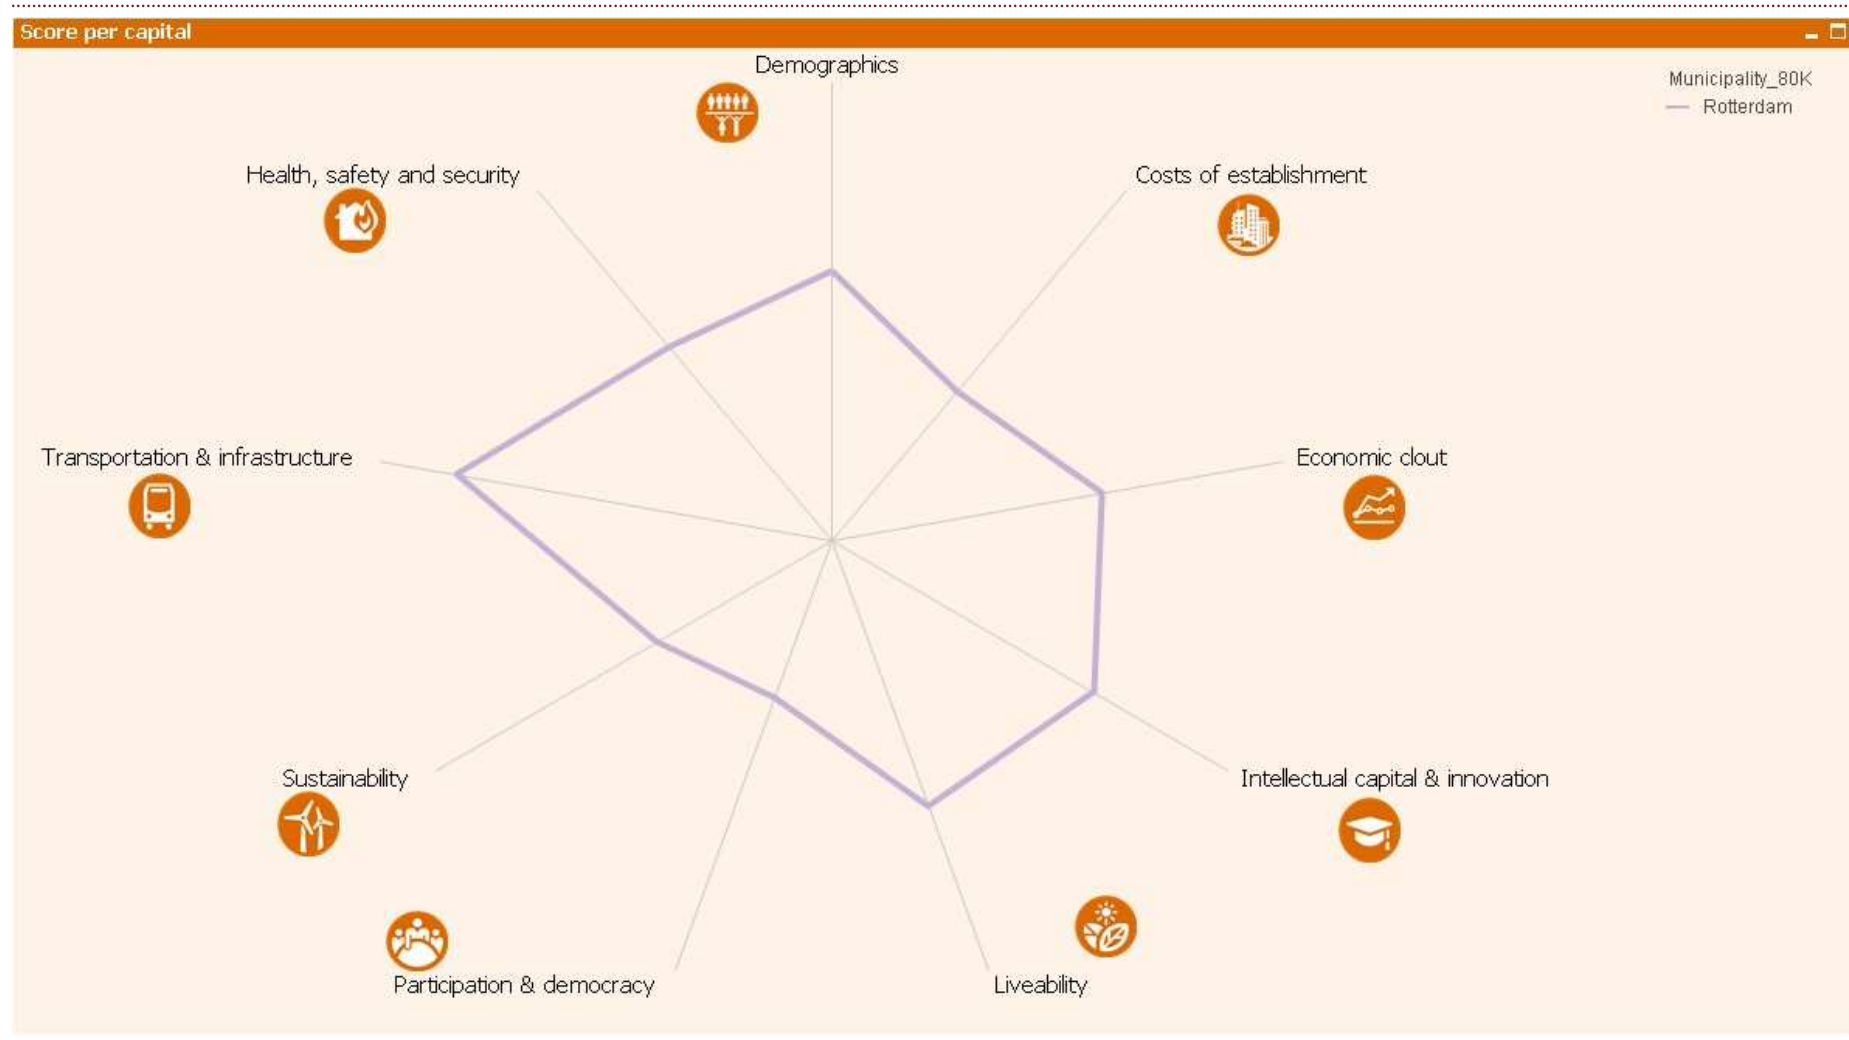 Score per capital
Demographics
Municipality_80K
Rotterdam
Health, safety and security
Costs of establishment
Transportation & infrastructure
Economic clout
Sustainability
Intellectual capital & innovation
Participation & democracy
Liveability